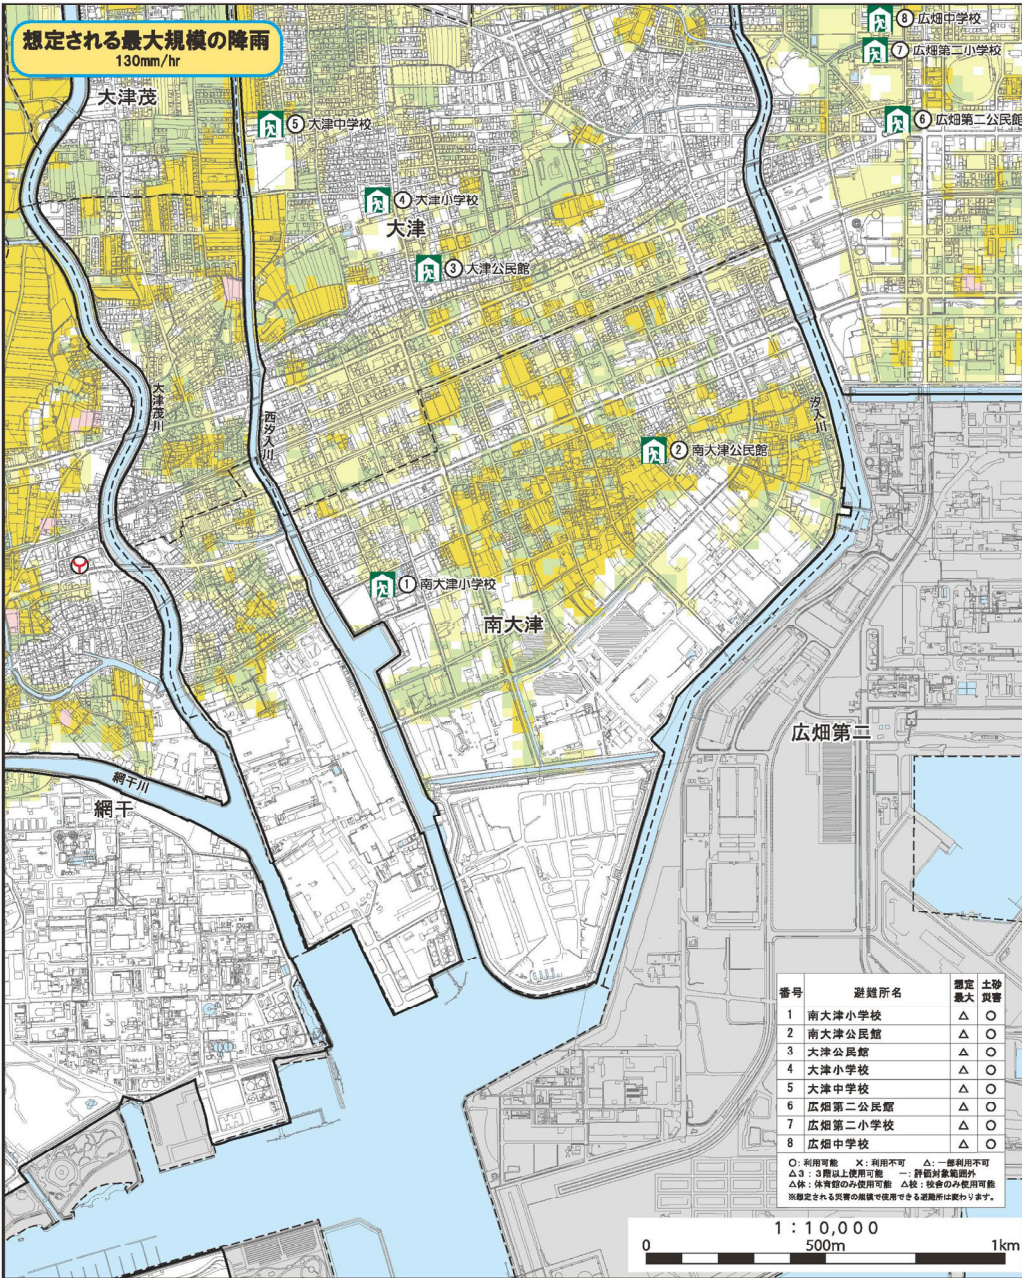 想定される最大規模の降雨
130mm/hr
⑧ 広畑中学校
⑦ 広畑第二小学校
⑥ 広畑第二公民館
大津茂
⑤ 大津中学校
④ 大津小学校
大津
③ 大津公民館
大津茂川
西汐入川
汐入川
② 南大津公民館
① 南大津小学校
南大津
広畑第二
網干川
網干
番号 避難所名 想定最大 土砂災害
1 南大津小学校 △ ○
2 南大津公民館 △ ○
3 大津公民館 △ ○
4 大津小学校 △ ○
5 大津中学校 △ ○
6 広畑第二公民館 △ ○
7 広畑第二小学校 △ ○
8 広畑中学校 △ ○
○：利用可能 ×：利用不可 △：一部利用不可
△3：3階以上使用可能 ー：評価対象範囲外
△体：体育館のみ使用可能 △校：校舎のみ使用可能
※想定される災害の規模で使用できる避難所は変わります。
1：10,000
0 500m 1km